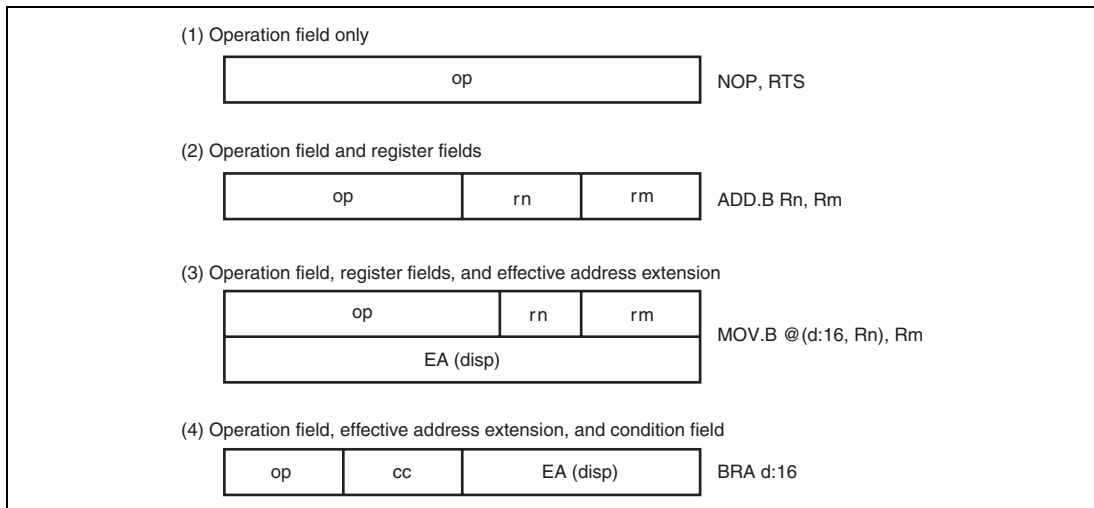 (1) Operation field only
op
NOP, RTS
(2) Operation field and register fields
op rn rm
ADD.B Rn, Rm
(3) Operation field, register fields, and effective address extension
op rn rm
EA (disp)
MOV.B @(d:16, Rn), Rm
(4) Operation field, effective address extension, and condition field
op cc EA (disp)
BRA d:16